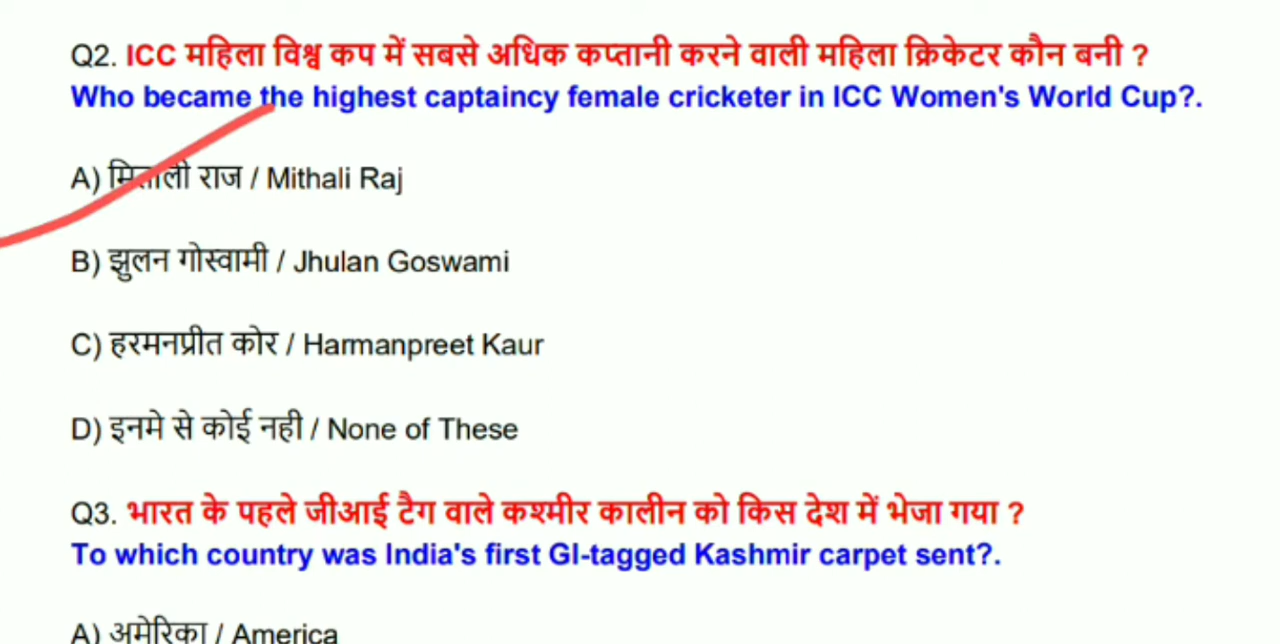 Q2. ICC महिला विश्व कप में सबसे अधिक कप्तानी करने वाली महिला क्रिकेटर कौन बनी ?
Who became the highest captaincy female cricketer in ICC Women's World Cup?.
A) मिताली राज / Mithali Raj
B) झुलन गोस्वामी / Jhulan Goswami
C) हरमनप्रीत कोर / Harmanpreet Kaur
D) इनमे से कोई नही / None of These
Q3. भारत के पहले जीआई टैग वाले कश्मीर कालीन को किस देश में भेजा गया ?
To which country was India's first GI-tagged Kashmir carpet sent?.
A) अमेरिका / America